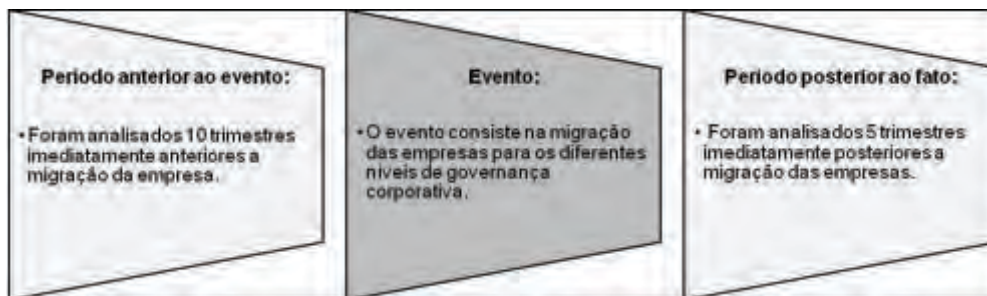 Periodo anterior ao evento:
• Foram analisados 10 trimestres
imediatamente anteriores a
migração da empresa.
Evento:
• O evento consiste na migração
das empresas para os diferentes
níveis de governança
corporativa.
Periodo posterior ao fato:
• Foram analisados 5 trimestres
imediatamente posteriores a
migração das empresas.